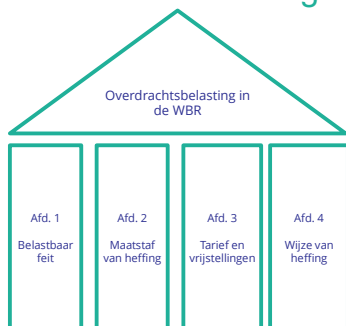 g
Overdrachtsbelasting in
de WBR
Afd. 1
Belastbaar
feit
Afd. 2
Maatstaf
van heffing
Afd. 3
Tarief en
vrijstellingen
Afd. 4
Wijze van
heffing